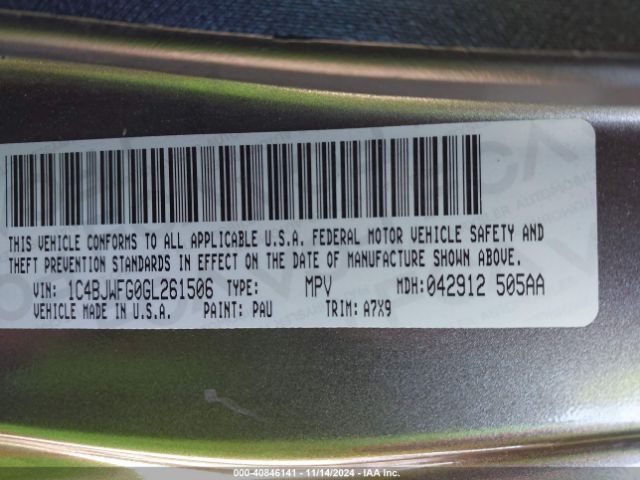 THIS VEHICLE CONFORMS TO ALL APPLICABLE U.S.A. FEDERAL MOTOR VEHICLE SAFETY AND
THEFT PREVENTION STANDARDS IN EFFECT ON THE DATE OF MANUFACTURE SHOWN ABOVE.
VIN: 1C4BJWFG0GL261506 TYPE: MPV MDH:042912 505AA
VEHICLE MADE IN U.S.A. PAINT: PAU TRIM: A7X9
000-40846141 - 11/14/2024 - IAA Inc.